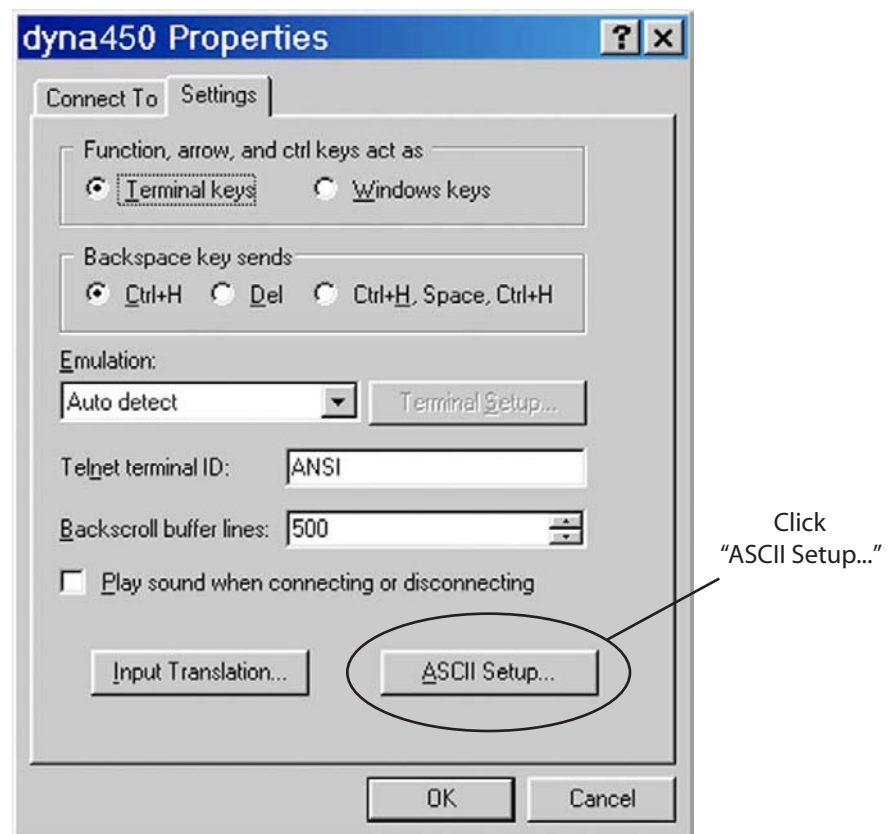 dyna450 Properties
Connect To Settings
Function, arrow, and ctrl keys act as
Terminal keys Windows keys
Backspace key sends
Ctrl+H Del Ctrl+H, Space, Ctrl+H
Emulation:
Auto detect Terminal Setup...
Telnet terminal ID: ANSI
Backscroll buffer lines: 500
Play sound when connecting or disconnecting
Input Translation... ASCII Setup...
OK Cancel
Click
"ASCII Setup..."